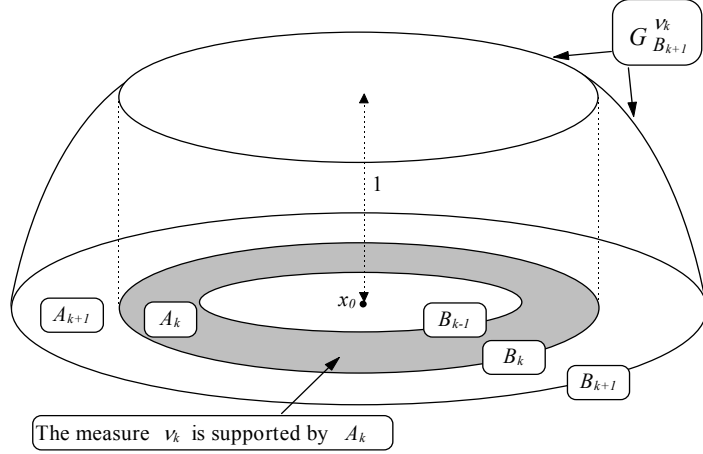 G^{ν_k}_{B_{k+1}}
1
x_0
A_{k+1}
A_k
B_{k-1}
B_k
B_{k+1}
The measure ν_k is supported by A_k